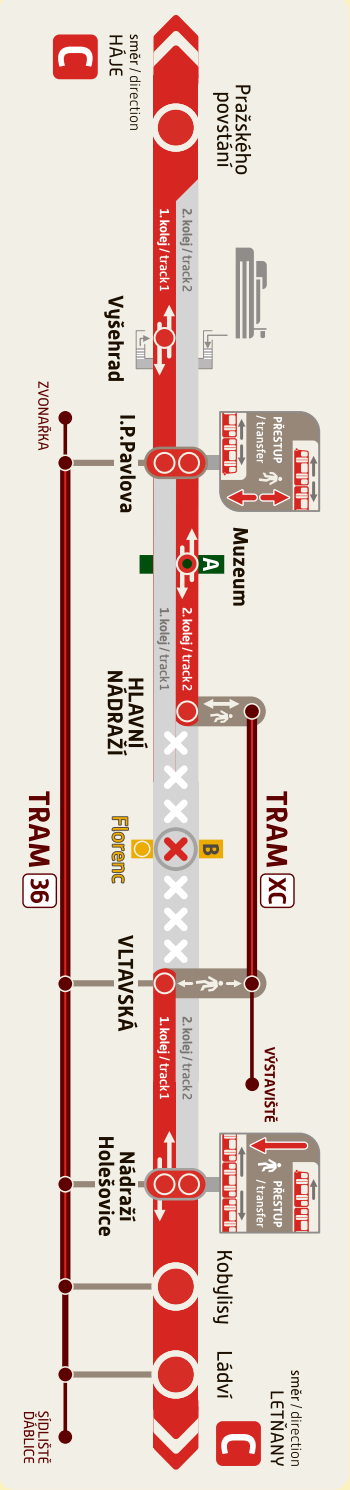 směr / direction
HÁJE
C
Pražského
povstání
1. kolej / track 1
2. kolej / track 2
Vyšehrad
ZVONAŘKA
I.P.Pavlova
PŘESTUP
/ transfer
Muzeum
A
1. kolej / track 1
2. kolej / track 2
HLAVNÍ
NÁDRAŽÍ
TRAM 36
TRAM XC
Florenc
B
VLTAVSKÁ
1. kolej / track 1
2. kolej / track 2
VÝSTAVIŠTĚ
Nádraží
Holešovice
PŘESTUP
/ transfer
Kobylisy
Ládví
směr / direction
LETŇANY
C
SÍDLIŠTĚ
ĎÁBLICE